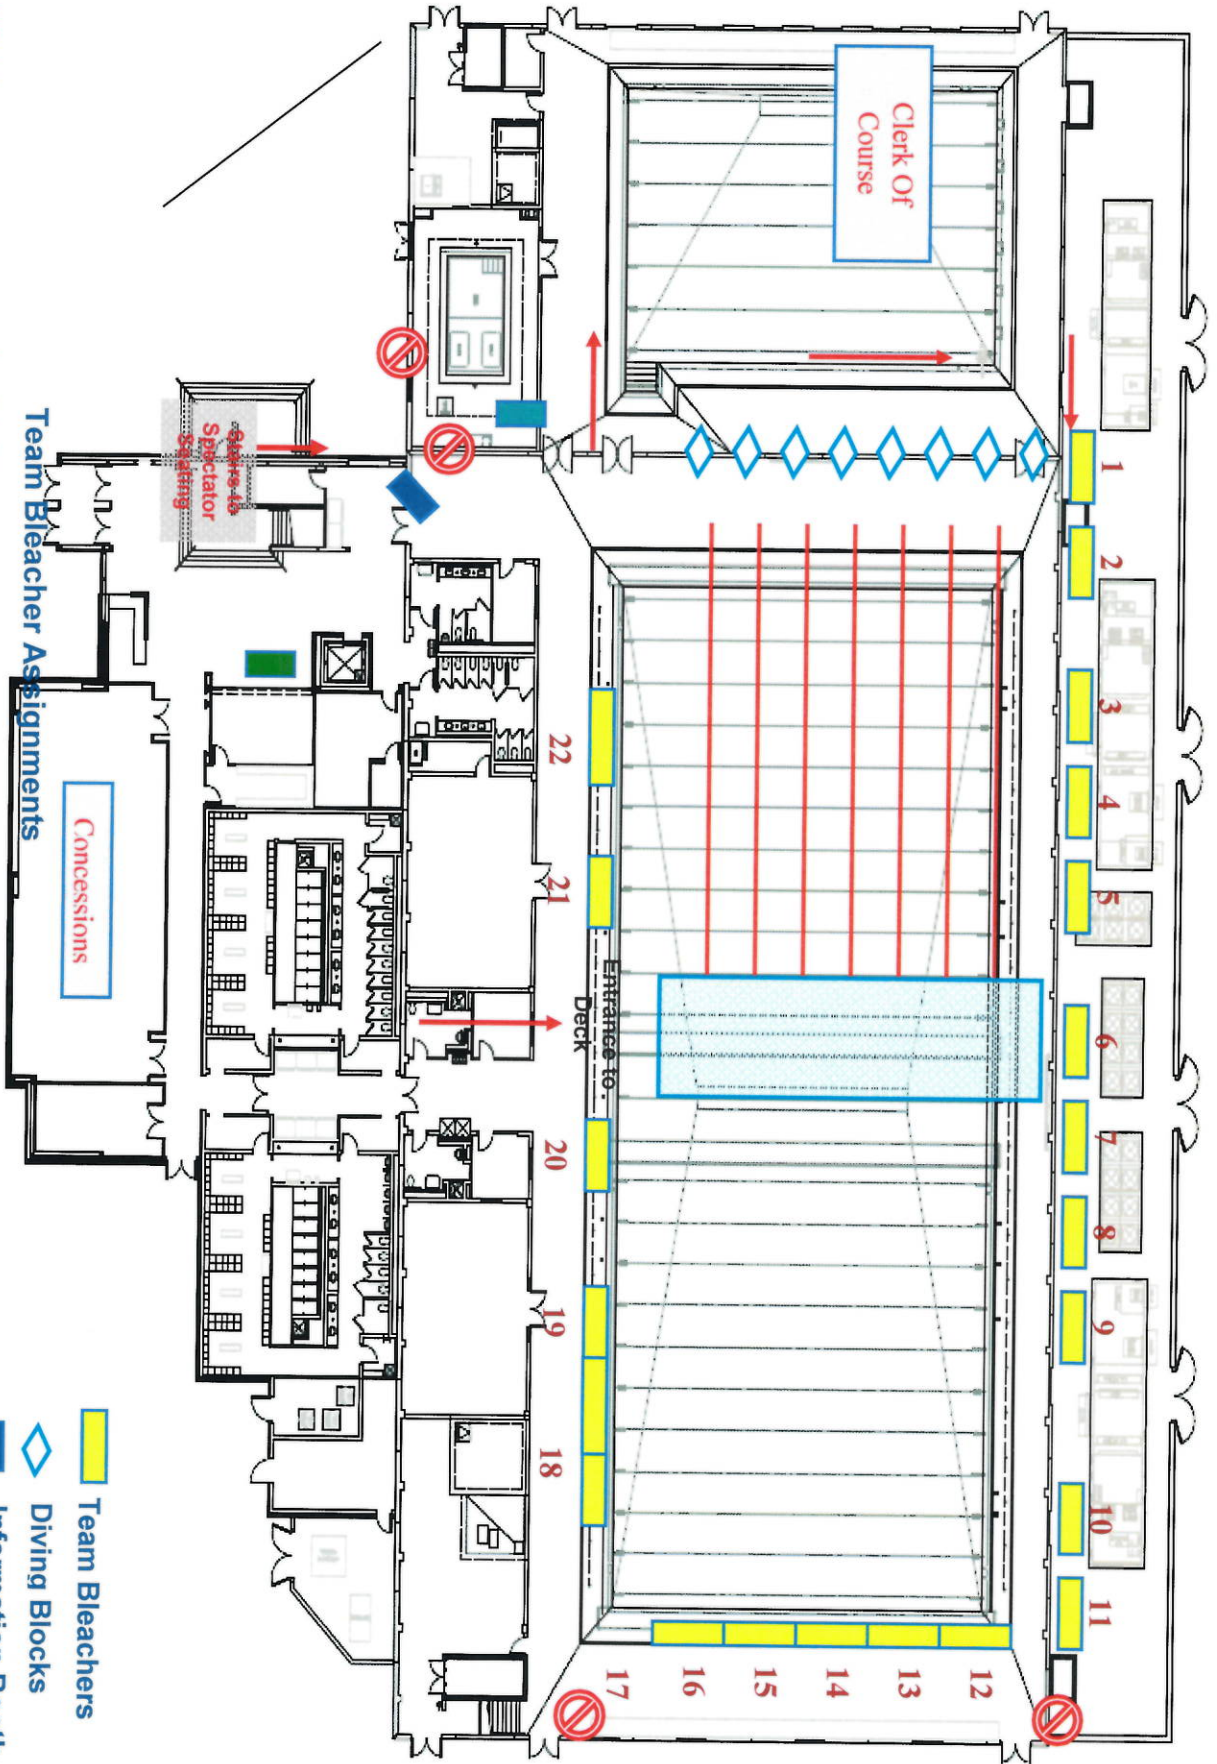 Clerk Of
Course
1
2
3
4
5
6
7
8
9
10
11
12
13
14
15
16
17
18
19
20
21
22
Entrance to
Deck
Stairs to
Spectator
Seating
Concessions
Team Bleacher Assignments
Team Bleachers
Diving Blocks